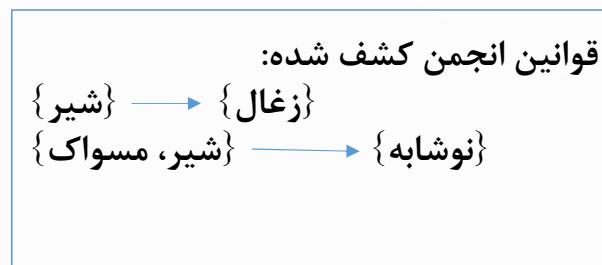 قوانین انجمن کشف شده:
{شیر} → {زغال}
{شیر، مسواک} → {نوشابه}